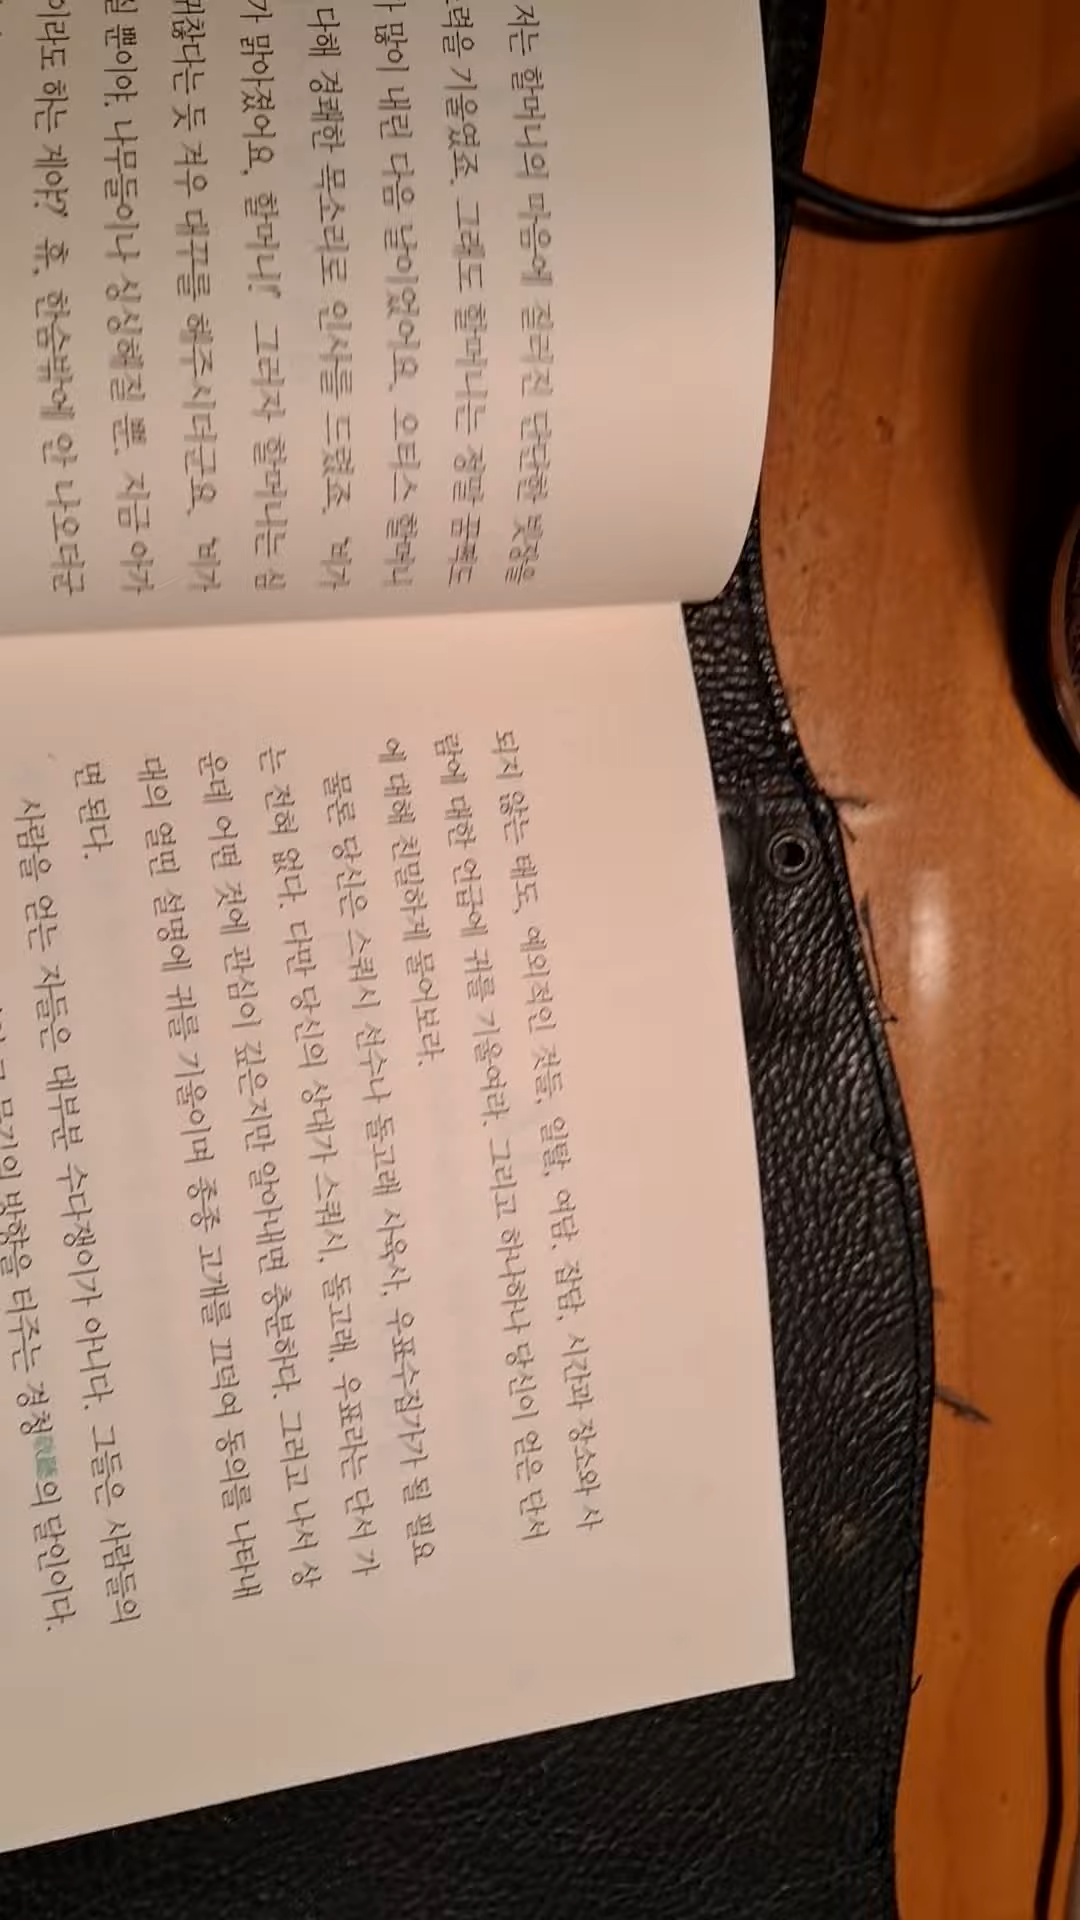 저는 할머니의 마음에 질러진 단단한 빗장을
력을 기울였죠. 그래도 할머니는 정말 꿈쩍도
많이 내린 다음 날이었어요. 오티스 할머니
다해 경쾌한 목소리로 인사를 드렸죠. '비가
가 맑아졌어요, 할머니!' 그러자 할머니는 심
귀찮다는 듯 겨우 대꾸를 해주시더군요. '비가
뿐이야. 나무들이나 싱싱해질 뿐. 지금 아가
이라도 하는 게야?' 휴, 한숨밖에 안 나오더군
되지 않는 태도, 예외적인 것들, 일탈, 여담, 잡담, 시간과 장소와 사
람에 대한 언급에 귀를 기울여라. 그리고 하나하나 당신이 얻은 단서
에 대해 친밀하게 물어보라.
물론 당신은 스쿼시 선수나 돌고래 사육사, 우표수집가가 될 필요
는 전혀 없다. 다만 당신의 상대가 스쿼시, 돌고래, 우표라는 단서 가
운데 어떤 것에 관심이 깊은지만 알아내면 충분하다. 그러고 나서 상
대의 열띤 설명에 귀를 기울이며 종종 고개를 끄덕여 동의를 나타내
면 된다.
사람을 얻는 자들은 대부분 수다쟁이가 아니다. 그들은 사람들의
무기의 방향을 터주는 경청의 달인이다.